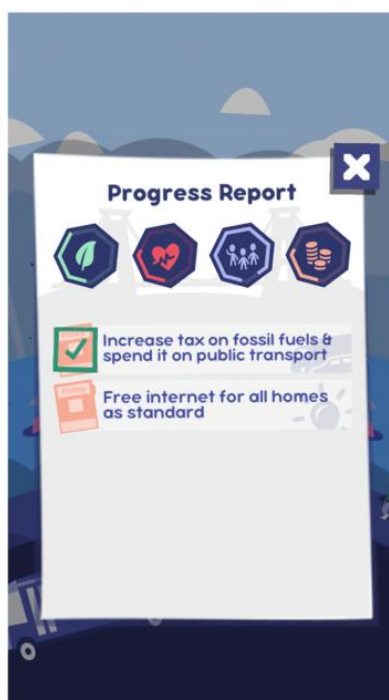 Progress Report
Increase tax on fossil fuels &
spend it on public transport
Free internet for all homes
as standard